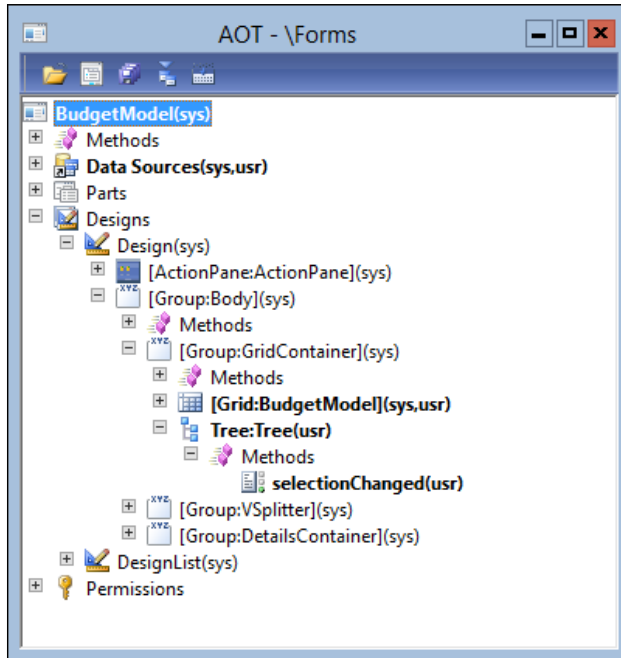 AOT - \Forms
BudgetModel(sys)
Methods
Data Sources(sys,usr)
Parts
Designs
Design(sys)
[ActionPane:ActionPane](sys)
[Group:Body](sys)
Methods
[Group:GridContainer](sys)
Methods
[Grid:BudgetModel](sys,usr)
Tree:Tree(usr)
Methods
selectionChanged(usr)
[Group:VSplitter](sys)
[Group:DetailsContainer](sys)
DesignList(sys)
Permissions